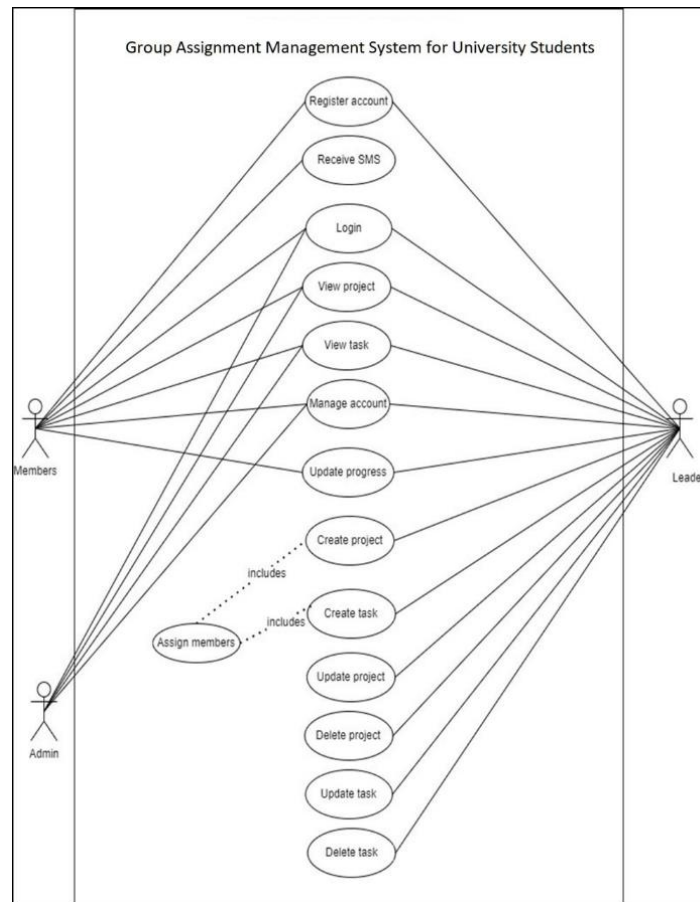 Group Assignment Management System for University Students
Register account
Receive SMS
Login
View project
View task
Manage account
Members
Update progress
Leade
Create project
includes
includes
Create task
Assign members
Update project
Admin
Delete project
Update task
Delete task